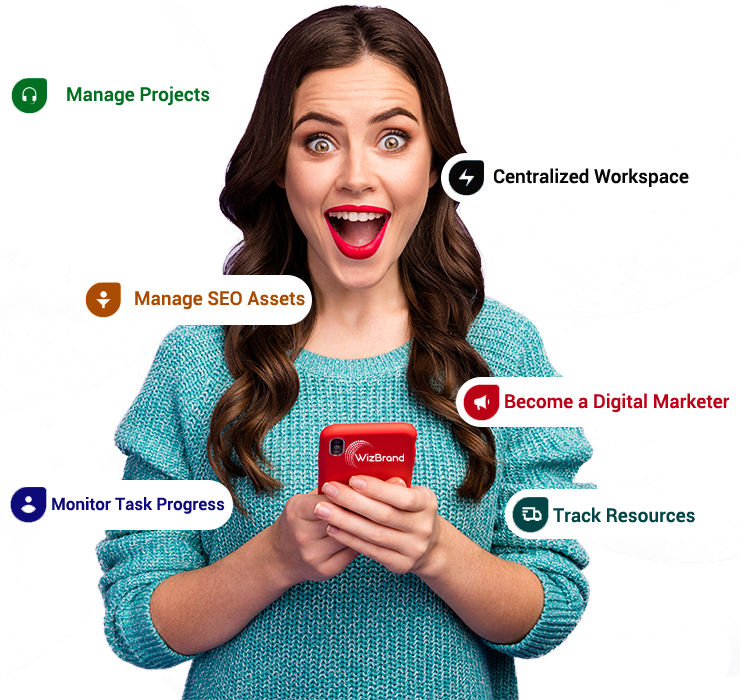 Manage Projects
Centralized Workspace
Manage SEO Assets
Become a Digital Marketer
WizBrand
Monitor Task Progress
Track Resources